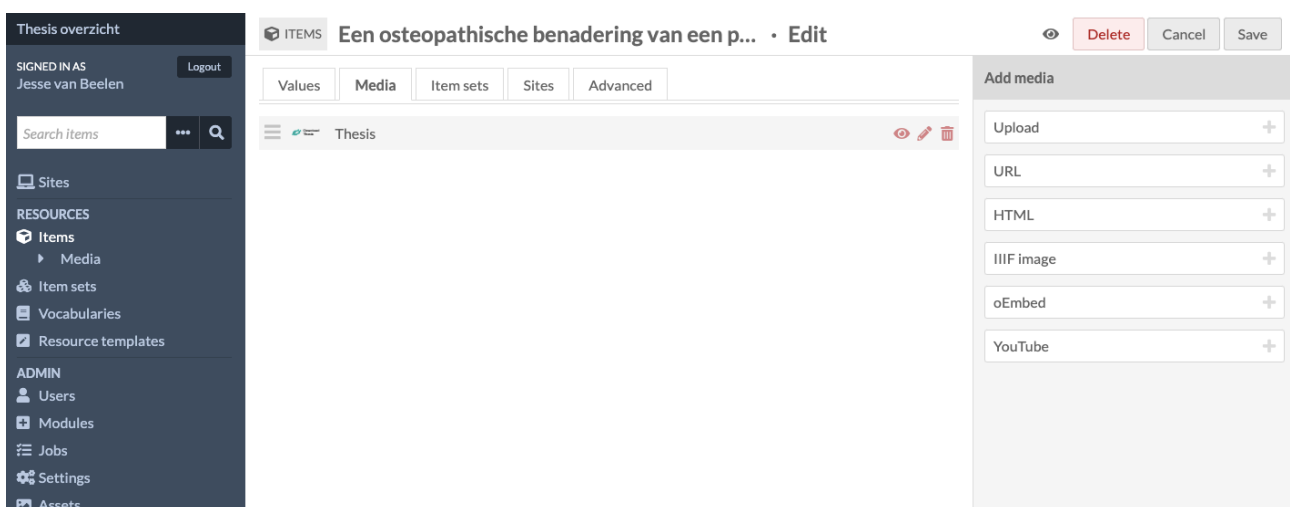 Thesis overzicht
SIGNED IN AS
Jesse van Beelen
Logout
Search items
Sites
RESOURCES
Items
Media
Item sets
Vocabularies
Resource templates
ADMIN
Users
Modules
Jobs
Settings
Assets
ITEMS Een osteopathische benadering van een p... · Edit
Delete Cancel Save
Values Media Item sets Sites Advanced
Thesis
Add media
Upload
URL
HTML
IIIF image
oEmbed
YouTube